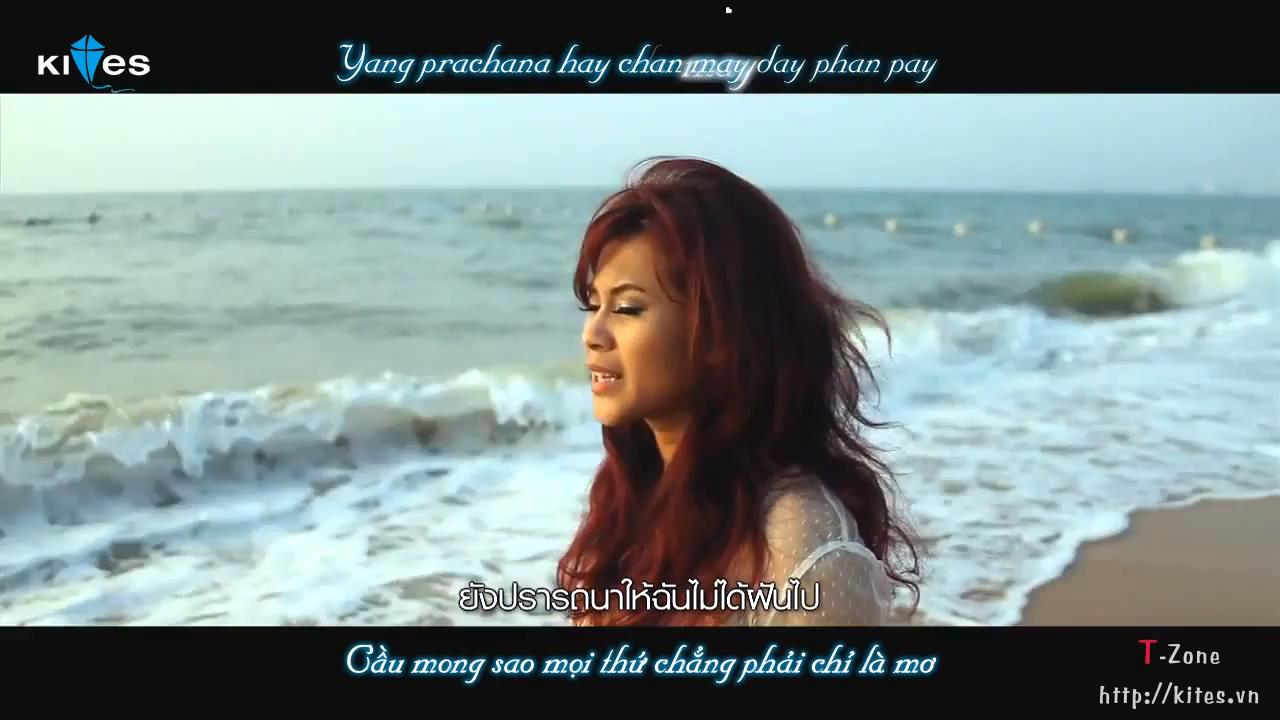 KITES
Yang prachana hay chan may day phan pay
ยังปรารถนาให้ฉันไม่ได้ฝันไป
Cầu mong sao mọi thứ chẳng phải chỉ là mơ
T-Zone
http://kites.vn